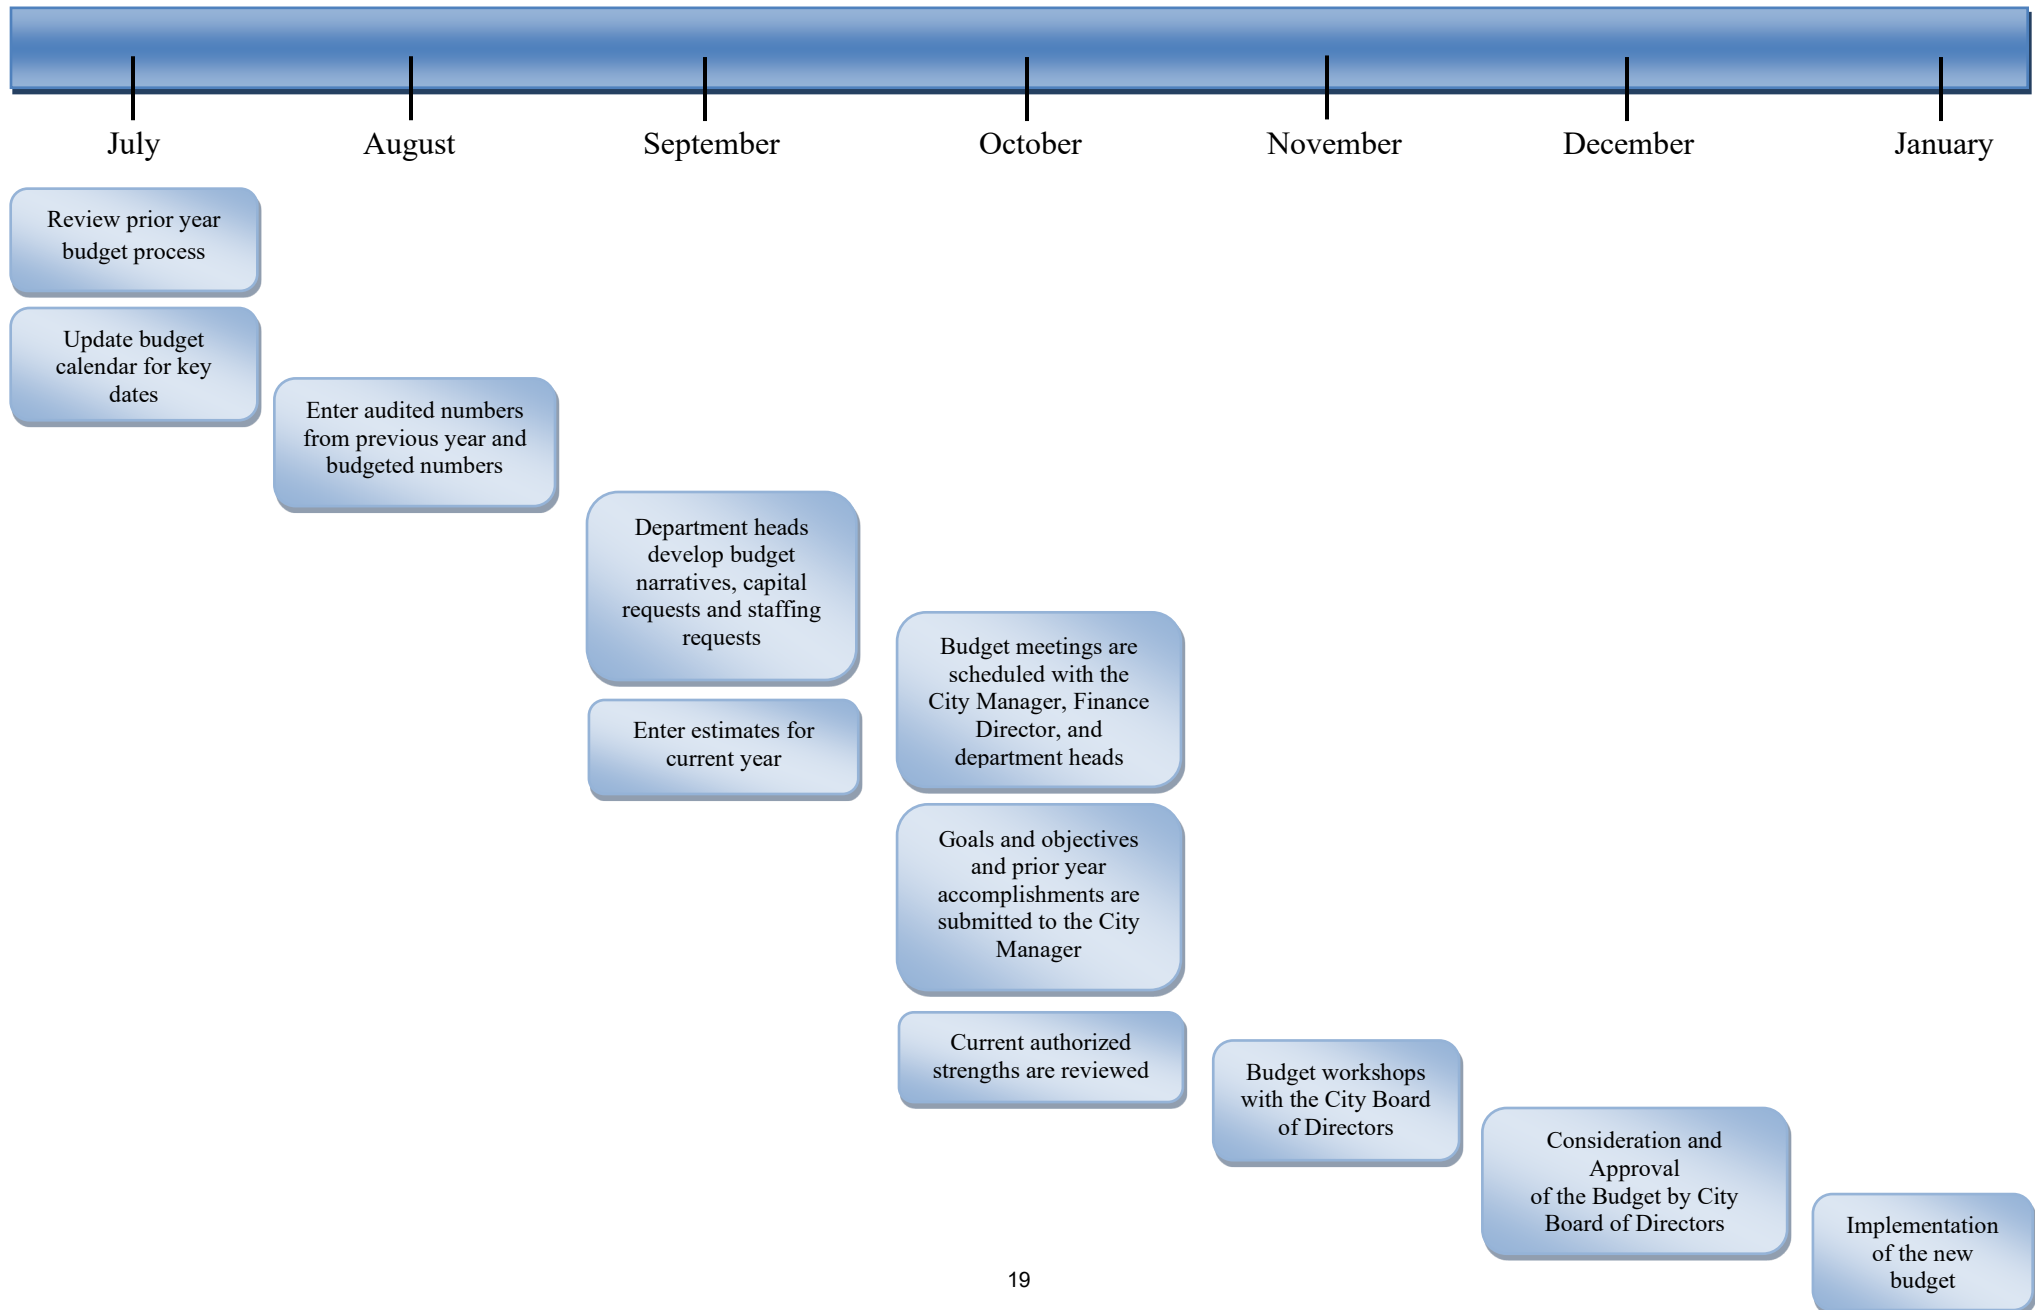 July
August
September
October
November
December
January
Review prior year
budget process
Update budget
calendar for key
dates
Enter audited numbers
from previous year and
budgeted numbers
Department heads
develop budget
narratives, capital
requests and staffing
requests
Enter estimates for
current year
Budget meetings are
scheduled with the
City Manager, Finance
Director, and
department heads
Goals and objectives
and prior year
accomplishments are
submitted to the City
Manager
Current authorized
strengths are reviewed
Budget workshops
with the City Board
of Directors
Consideration and
Approval
of the Budget by City
Board of Directors
Implementation
of the new
budget
19